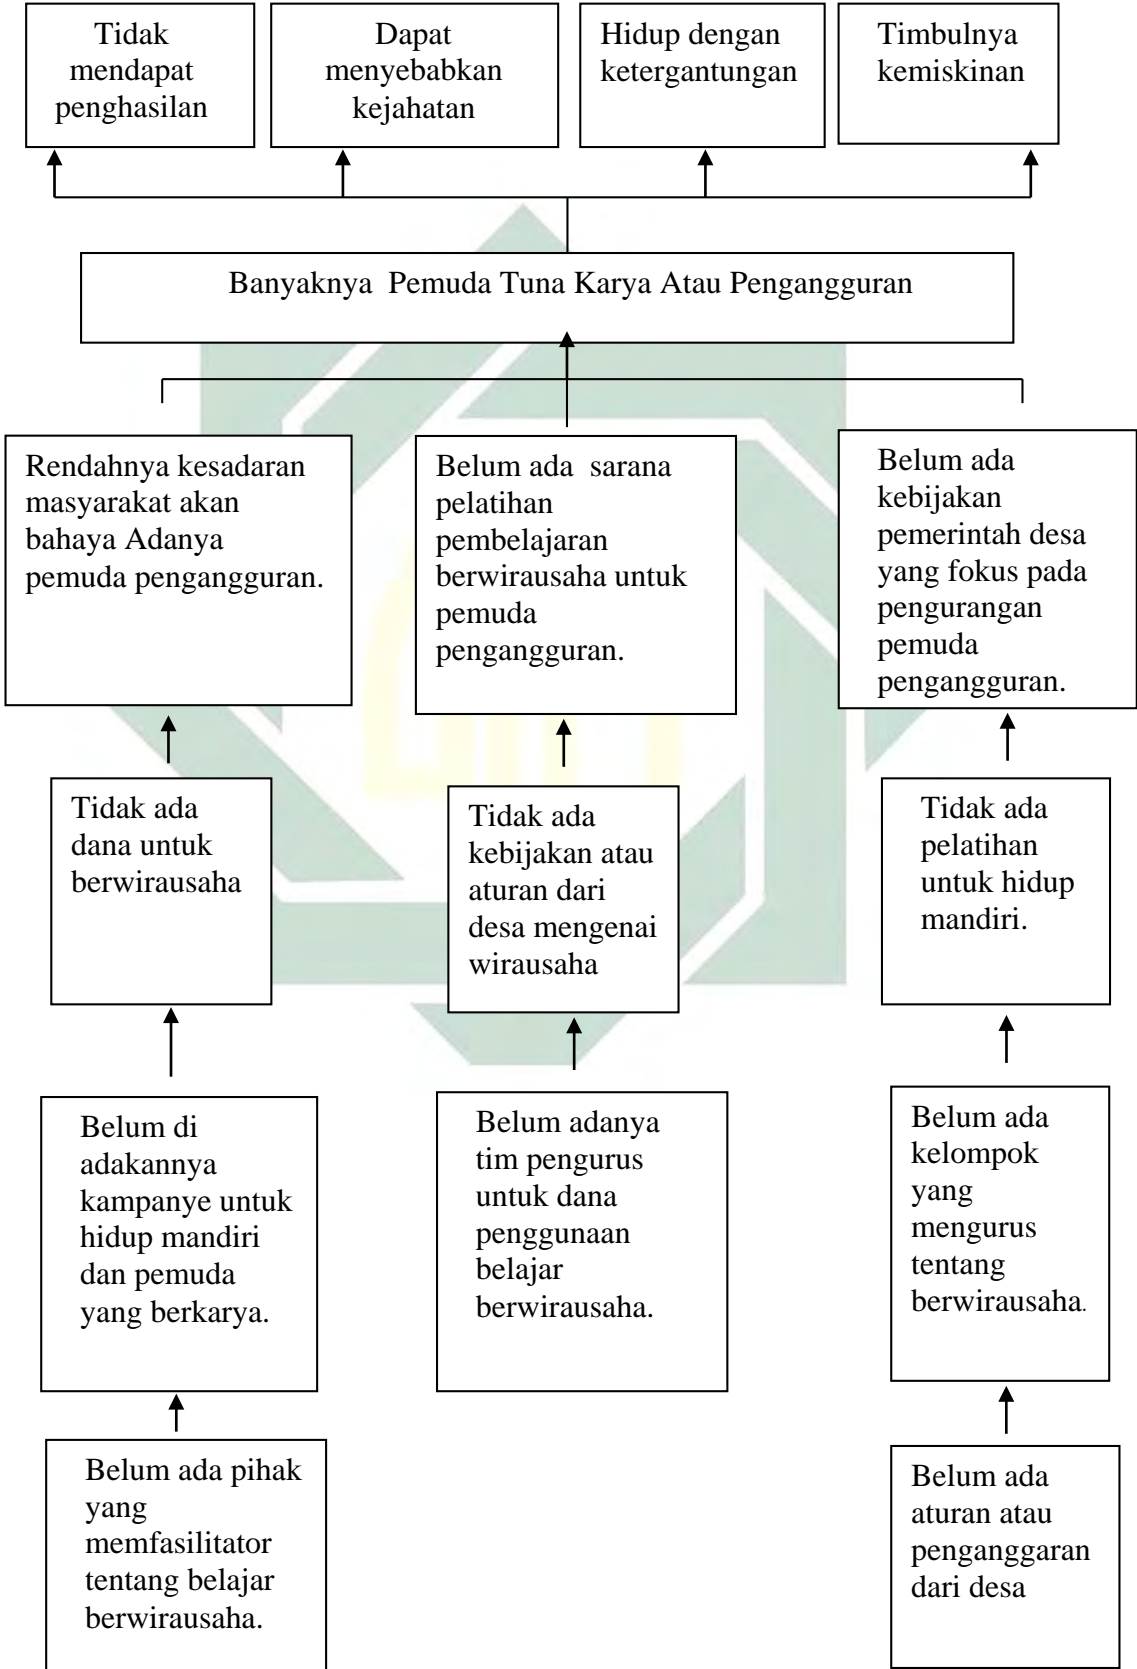 Tidak
mendapat
penghasilan
Dapat
menyebabkan
kejahatan
Hidup dengan
ketergantungan
Timbulnya
kemiskinan
Banyaknya Pemuda Tuna Karya Atau Pengangguran
Rendahnya kesadaran
masyarakat akan
bahaya Adanya
pemuda pengangguran.
Belum ada sarana
pelatihan
pembelajaran
berwirausaha untuk
pemuda
pengangguran.
Belum ada
kebijakan
pemerintah desa
yang fokus pada
pengurangan
pemuda
pengangguran.
Tidak ada
dana untuk
berwirausaha
Tidak ada
kebijakan atau
aturan dari
desa mengenai
wirausaha
Tidak ada
pelatihan
untuk hidup
mandiri.
Belum di
adakannya
kampanye untuk
hidup mandiri
dan pemuda
yang berkarya.
Belum adanya
tim pengurus
untuk dana
penggunaan
belajar
berwirausaha.
Belum ada
kelompok
yang
mengurus
tentang
berwirausaha.
Belum ada pihak
yang
memfasilitator
tentang belajar
berwirausaha.
Belum ada
aturan atau
penganggaran
dari desa